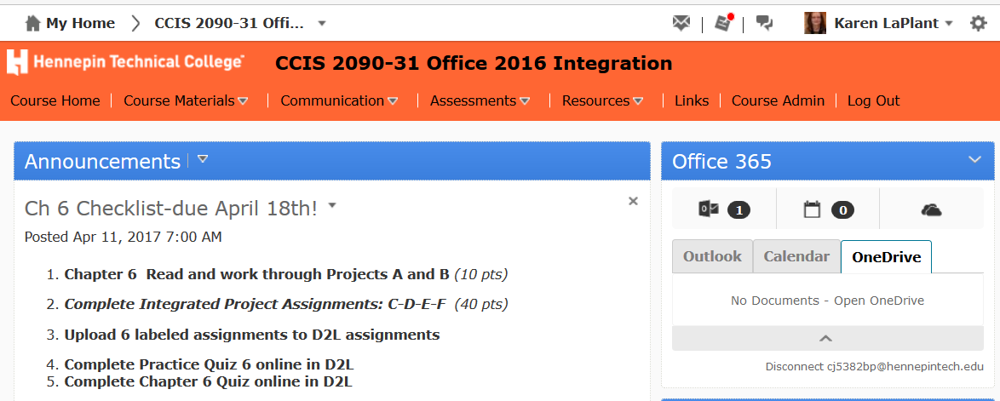 My Home CCIS 2090-31 Offi... Karen LaPlant
Hennepin Technical College™ CCIS 2090-31 Office 2016 Integration
Course Home Course Materials Communication Assessments Resources Links Course Admin Log Out
Announcements
Ch 6 Checklist-due April 18th!
Posted Apr 11, 2017 7:00 AM
1. Chapter 6 Read and work through Projects A and B (10 pts)
2. Complete Integrated Project Assignments: C-D-E-F (40 pts)
3. Upload 6 labeled assignments to D2L assignments
4. Complete Practice Quiz 6 online in D2L
5. Complete Chapter 6 Quiz online in D2L
Office 365
1 0
Outlook Calendar OneDrive
No Documents - Open OneDrive
Disconnect cj5382bp@hennepintech.edu